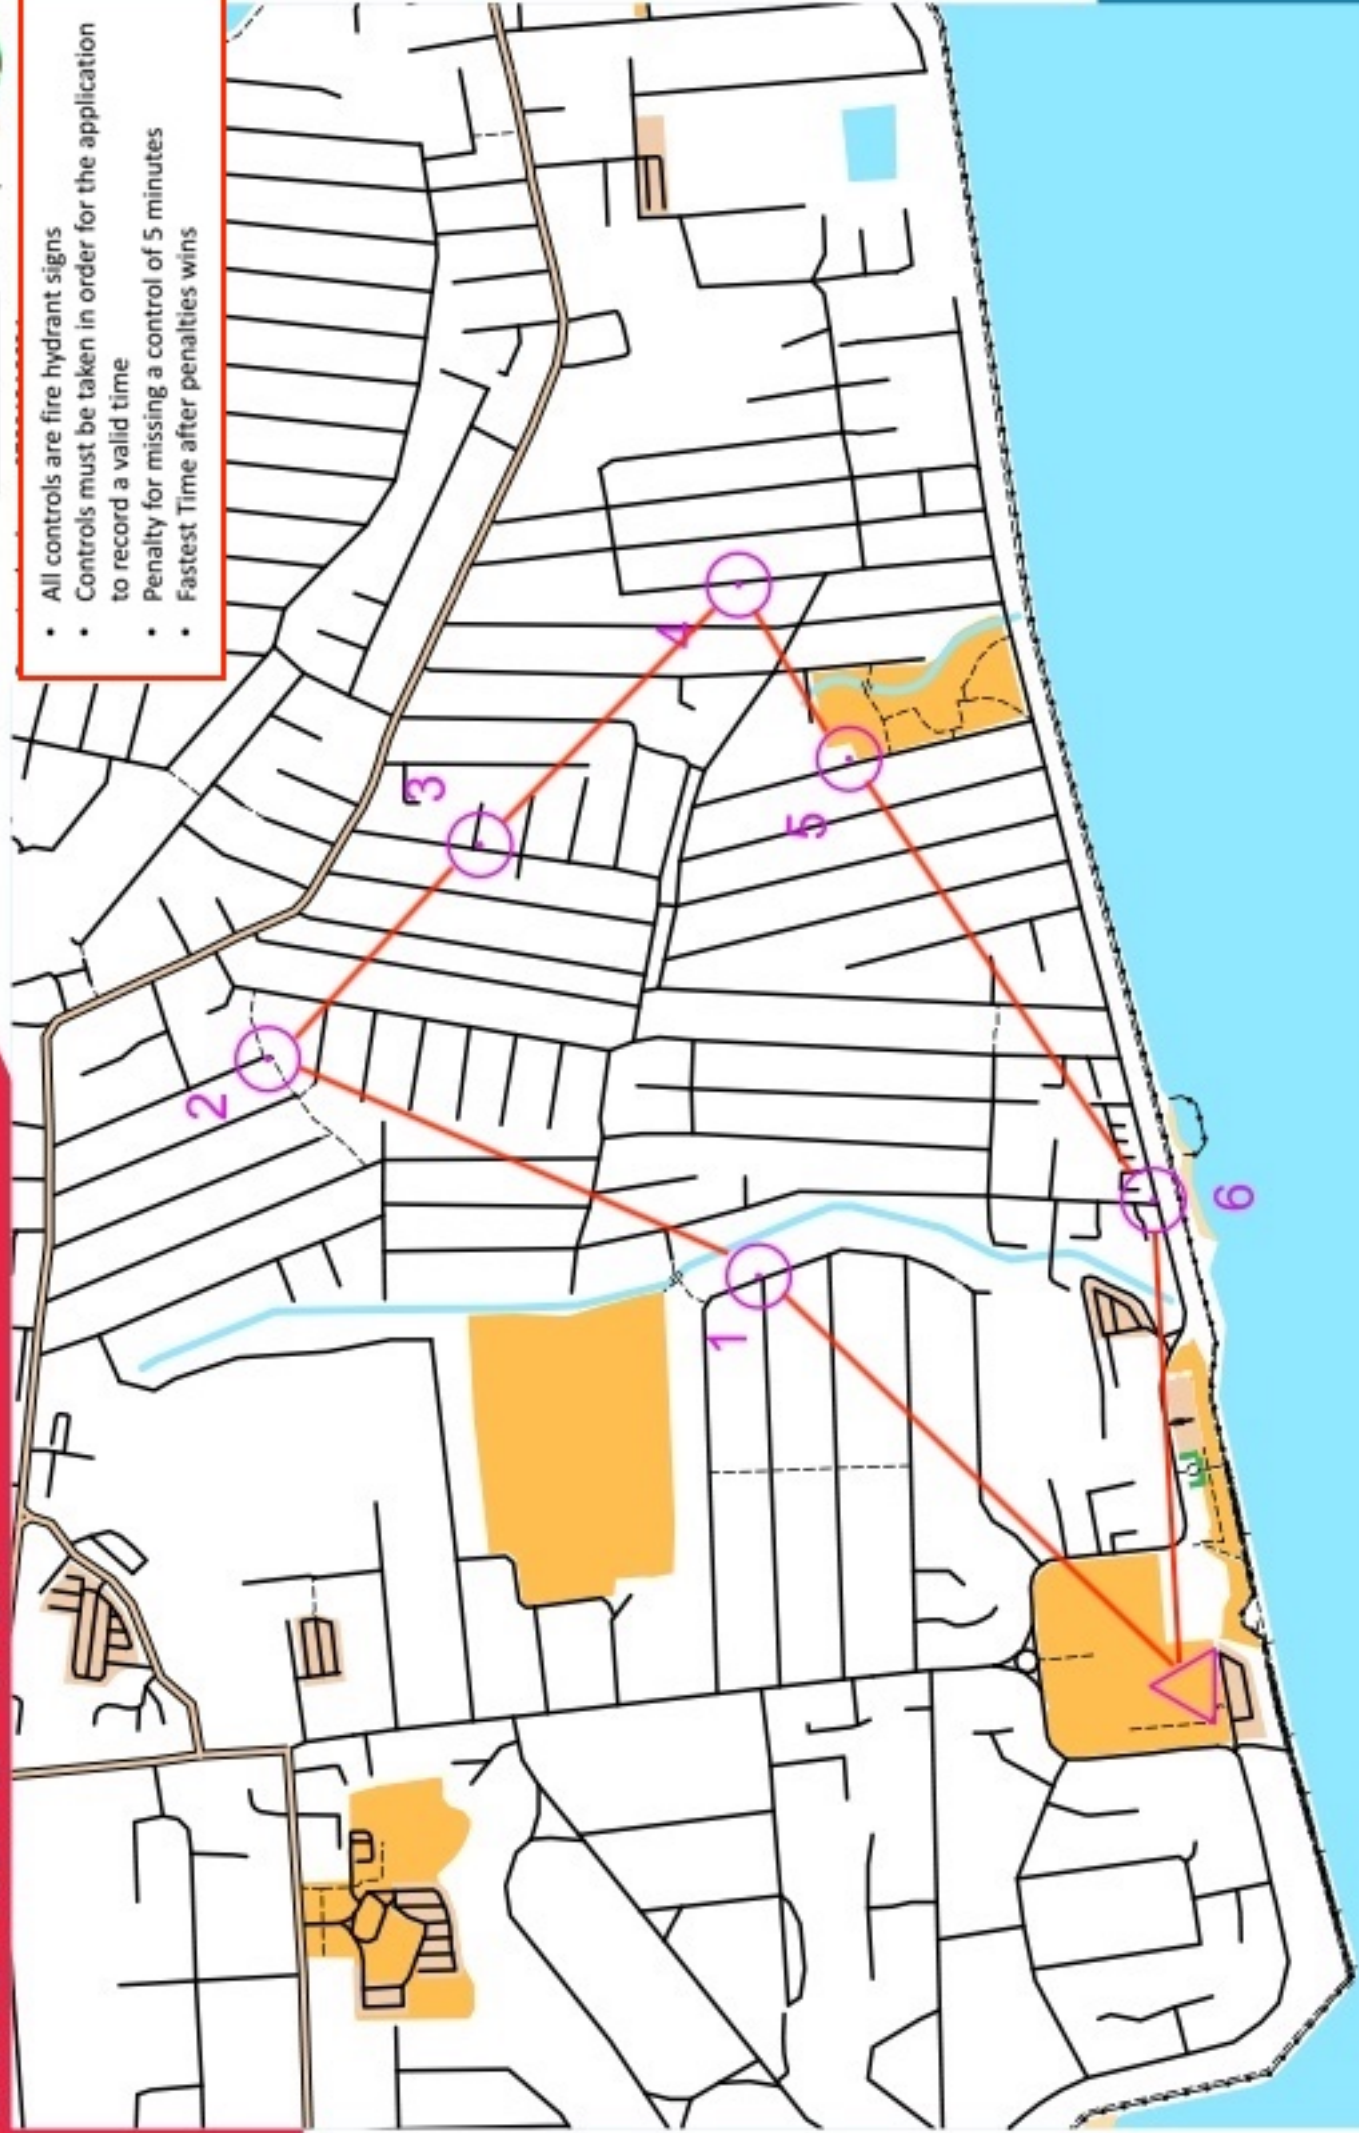 • All controls are fire hydrant signs
• Controls must be taken in order for the application
to record a valid time
• Penalty for missing a control of 5 minutes
• Fastest Time after penalties wins
3
2
4
5
1
6